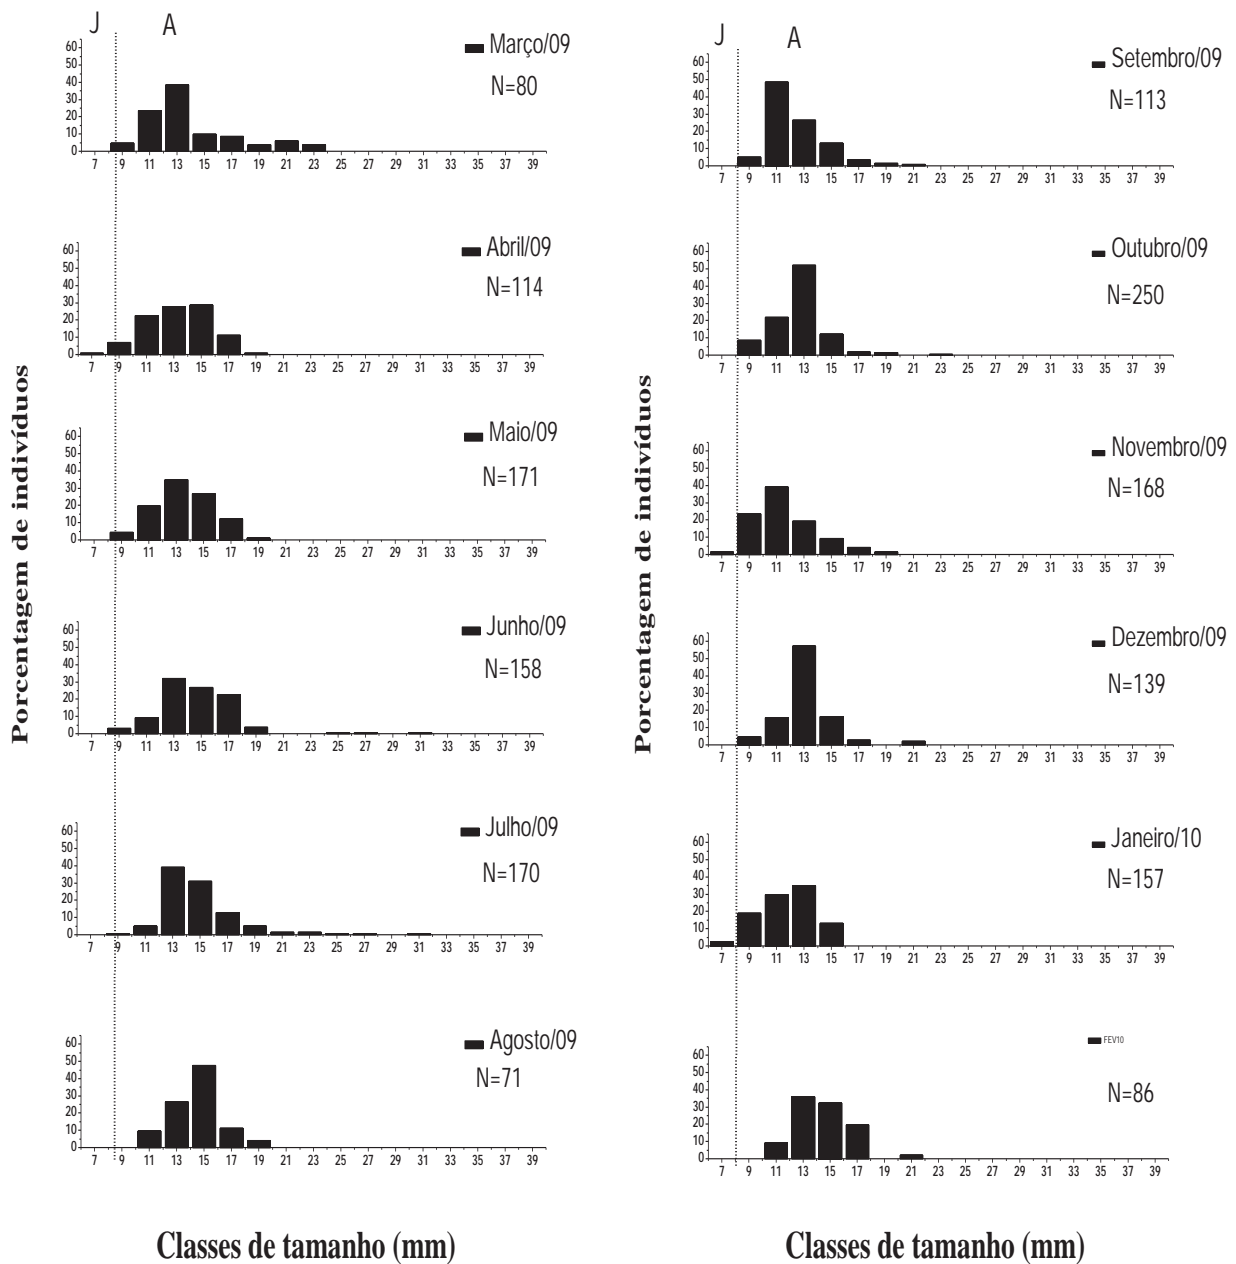 J A
Março/09
N=80
60
50
40
30
20
10
0
7 9 11 13 15 17 19 21 23 25 27 29 31 33 35 37 39
Abril/09
N=114
60
50
40
30
20
10
0
7 9 11 13 15 17 19 21 23 25 27 29 31 33 35 37 39
Maio/09
N=171
60
50
40
30
20
10
0
7 9 11 13 15 17 19 21 23 25 27 29 31 33 35 37 39
Junho/09
N=158
60
50
40
30
20
10
0
7 9 11 13 15 17 19 21 23 25 27 29 31 33 35 37 39
Julho/09
N=170
60
50
40
30
20
10
0
7 9 11 13 15 17 19 21 23 25 27 29 31 33 35 37 39
Agosto/09
N=71
60
50
40
30
20
10
0
7 9 11 13 15 17 19 21 23 25 27 29 31 33 35 37 39
Porcentagem de indivíduos
Classes de tamanho (mm)
J A
Setembro/09
N=113
60
50
40
30
20
10
0
7 9 11 13 15 17 19 21 23 25 27 29 31 33 35 37 39
Outubro/09
N=250
60
50
40
30
20
10
0
7 9 11 13 15 17 19 21 23 25 27 29 31 33 35 37 39
Novembro/09
N=168
60
50
40
30
20
10
0
7 9 11 13 15 17 19 21 23 25 27 29 31 33 35 37 39
Dezembro/09
N=139
60
50
40
30
20
10
0
7 9 11 13 15 17 19 21 23 25 27 29 31 33 35 37 39
Janeiro/10
N=157
60
50
40
30
20
10
0
7 9 11 13 15 17 19 21 23 25 27 29 31 33 35 37 39
FEV10
N=86
60
50
40
30
20
10
0
7 9 11 13 15 17 19 21 23 25 27 29 31 33 35 37 39
Porcentagem de indivíduos
Classes de tamanho (mm)